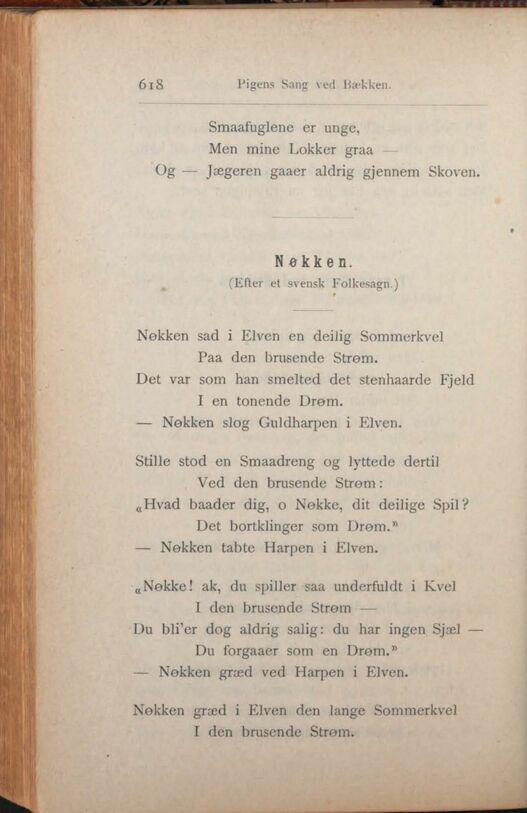 618 Pigens Sang ved Bækken.
Smaafuglene er unge,
Men mine Lokker graa —
Og — Jægeren gaaer aldrig gjennem Skoven.
Nøkken.
(Efter et svensk Folkesagn.)
Nøkken sad i Elven en deilig Sommerkvel
Paa den brusende Strøm.
Det var som han smelted det stenhaarde Fjeld
I en tonende Drøm.
— Nøkken slog Guldharpen i Elven.
Stille stod en Smaadreng og lyttede dertil
Ved den brusende Strøm:
„Hvad baader dig, o Nøkke, dit deilige Spil?
Det bortklinger som Drøm.”
— Nøkken tabte Harpen i Elven.
„Nøkke! ak, du spiller saa underfuldt i Kvel
I den brusende Strøm —
Du bli'er dog aldrig salig: du har ingen Sjæl —
Du forgaaer som en Drøm.”
— Nøkken græd ved Harpen i Elven.
Nøkken græd i Elven den lange Sommerkvel
I den brusende Strøm.